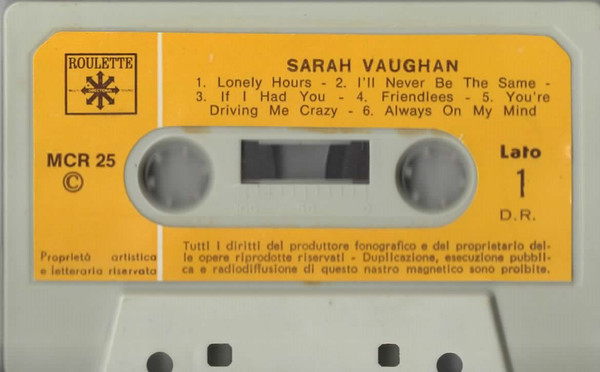 ROULETTE
SARAH VAUGHAN
1. Lonely Hours - 2. I'll Never Be The Same -
3. If I Had You - 4. Friendlees - 5. You're
Driving Me Crazy - 6. Always On My Mind
MCR 25
©
Lato
1
D.R.
Proprietà artistica
e letteraria riservata
Tutti i diritti del produttore fonografico e del proprietario del-
le opere riprodotte riservati - Duplicazione, esecuzione pubbli-
ca e radiodiffusione di questo nastro magnetico sono proibite.